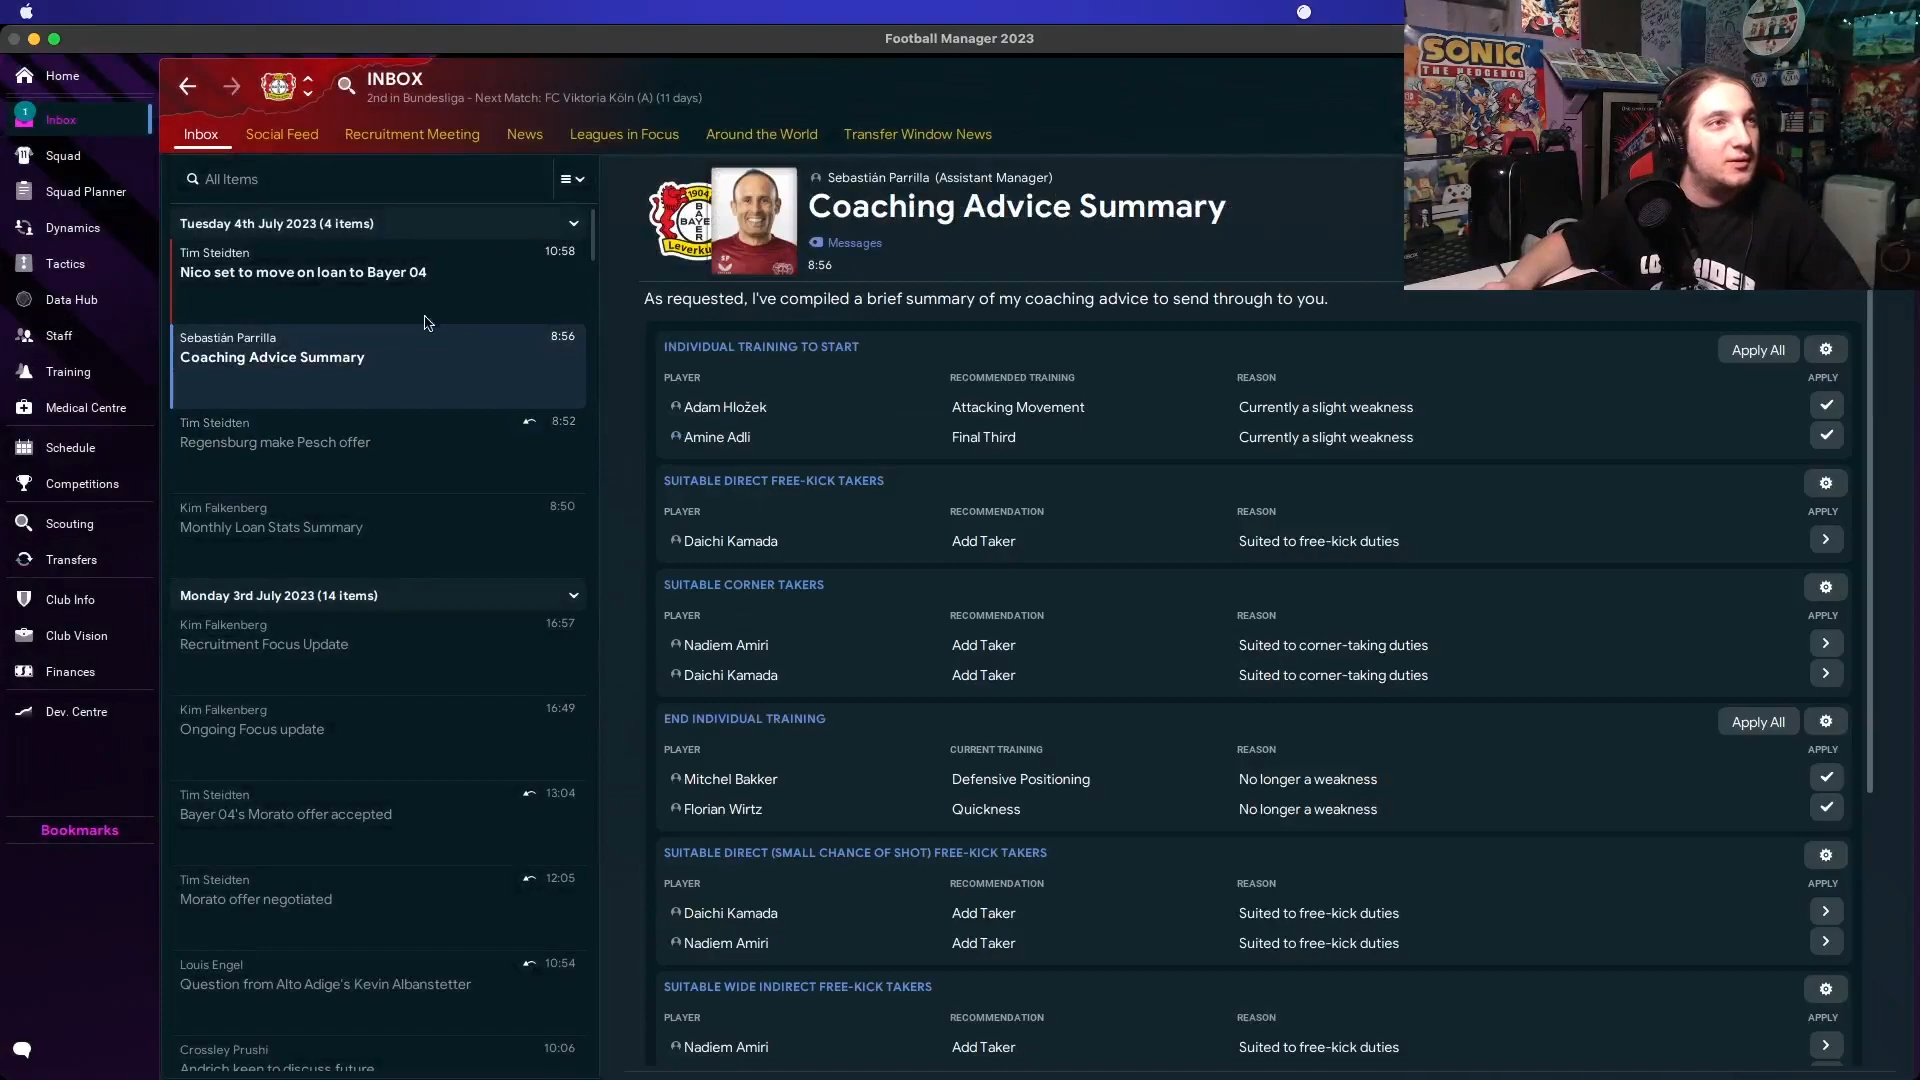 Football Manager 2023
Home
1
Inbox
Squad
Squad Planner
Dynamics
Tactics
Data Hub
Staff
Training
Medical Centre
Schedule
Competitions
Scouting
Transfers
Club Info
Club Vision
Finances
Dev. Centre
Bookmarks
INBOX
2nd in Bundesliga - Next Match: FC Viktoria Köln (A) (11 days)
Inbox Social Feed Recruitment Meeting News Leagues in Focus Around the World Transfer Window News
All Items
Tuesday 4th July 2023 (4 items)
Tim Steidten 10:58
Nico set to move on loan to Bayer 04
Sebastián Parrilla 8:56
Coaching Advice Summary
Tim Steidten 8:52
Regensburg make Pesch offer
Kim Falkenberg 8:50
Monthly Loan Stats Summary
Monday 3rd July 2023 (14 items)
Kim Falkenberg 16:57
Recruitment Focus Update
Kim Falkenberg 16:49
Ongoing Focus update
Tim Steidten 13:04
Bayer 04's Morato offer accepted
Tim Steidten 12:05
Morato offer negotiated
Louis Engel 10:54
Question from Alto Adige's Kevin Albanstetter
Crossley Prushi 10:06
Andrich keen to discuss future
1904
BAYER
BAYER
Leverku
SP
Sebastián Parrilla (Assistant Manager)
Coaching Advice Summary
Messages
8:56
As requested, I've compiled a brief summary of my coaching advice to send through to you.
INDIVIDUAL TRAINING TO START Apply All
PLAYER RECOMMENDED TRAINING REASON APPLY
Adam Hložek Attacking Movement Currently a slight weakness
Amine Adli Final Third Currently a slight weakness
SUITABLE DIRECT FREE-KICK TAKERS
PLAYER RECOMMENDATION REASON APPLY
Daichi Kamada Add Taker Suited to free-kick duties
SUITABLE CORNER TAKERS
PLAYER RECOMMENDATION REASON APPLY
Nadiem Amiri Add Taker Suited to corner-taking duties
Daichi Kamada Add Taker Suited to corner-taking duties
END INDIVIDUAL TRAINING Apply All
PLAYER CURRENT TRAINING REASON APPLY
Mitchel Bakker Defensive Positioning No longer a weakness
Florian Wirtz Quickness No longer a weakness
SUITABLE DIRECT (SMALL CHANCE OF SHOT) FREE-KICK TAKERS
PLAYER RECOMMENDATION REASON APPLY
Daichi Kamada Add Taker Suited to free-kick duties
Nadiem Amiri Add Taker Suited to free-kick duties
SUITABLE WIDE INDIRECT FREE-KICK TAKERS
PLAYER RECOMMENDATION REASON APPLY
Nadiem Amiri Add Taker Suited to free-kick duties
SONIC
THE HEDGEHOG